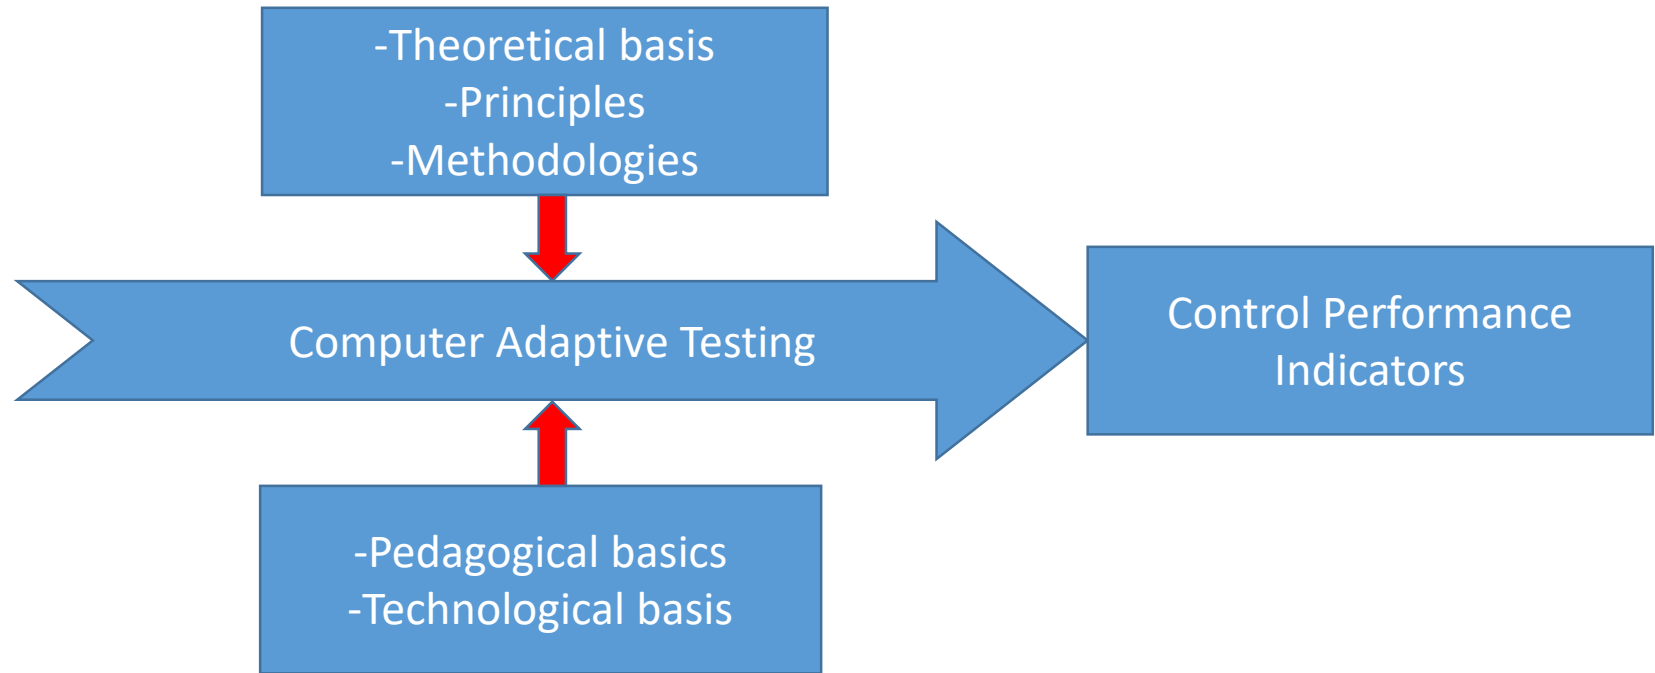 -Theoretical basis
-Principles
-Methodologies
Computer Adaptive Testing
Control Performance
Indicators
-Pedagogical basics
-Technological basis